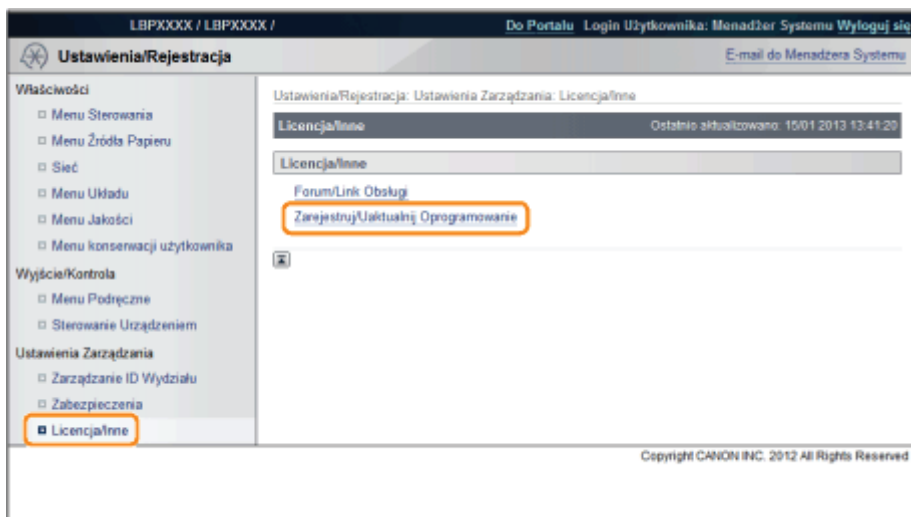 LBPXXXX / LBPXXXX /
Do Portalu Login Użytkownika: Menadżer Systemu Wyloguj się
Ustawienia/Rejestracja
E-mail do Menadżera Systemu
Właściwości
Menu Sterowania
Menu Źródła Papieru
Sieć
Menu Układu
Menu Jakości
Menu konserwacji użytkownika
Wyjście/Kontrola
Menu Podręczne
Sterowanie Urządzeniem
Ustawienia Zarządzania
Zarządzanie ID Wydziału
Zabezpieczenia
Licencja/Inne
Ustawienia/Rejestracja: Ustawienia Zarządzania: Licencja/Inne
Licencja/Inne Ostatnio aktualizowano: 15/01 2013 13:41:20
Licencja/Inne
Forum/Link Obsługi
Zarejestruj/Uaktualnij Oprogramowanie
Copyright CANON INC. 2012 All Rights Reserved